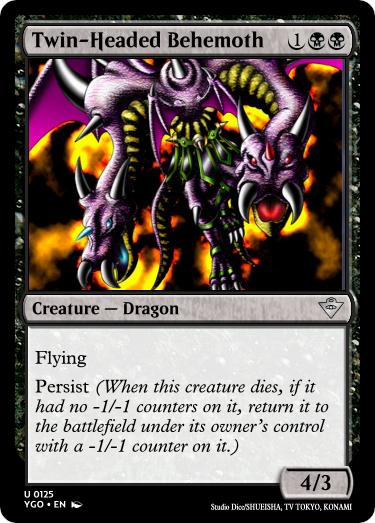 Twin-Headed Behemoth 1
Creature — Dragon
Flying
Persist (When this creature dies, if it
had no -1/-1 counters on it, return it to
the battlefield under its owner's control
with a -1/-1 counter on it.)
4/3
U 0125
YGO • EN
Studio Dice/SHUEISHA, TV TOKYO, KONAMI